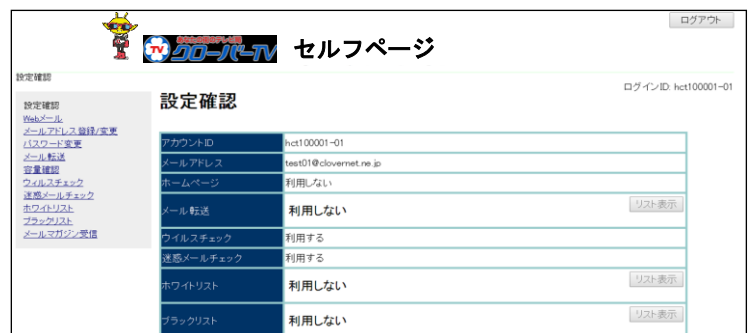 ログアウト
あなたの街のテレビ局
TV クローバーTV セルフページ
設定確認
ログインID: hct100001-01
設定確認
Webメール
メールアドレス登録/変更
パスワード変更
メール転送
容量確認
ウィルスチェック
迷惑メールチェック
ホワイトリスト
ブラックリスト
メールマガジン受信
設定確認
アカウントID hct100001-01
メールアドレス test01@clovernet.ne.jp
ホームページ 利用しない
メール転送 利用しない リスト表示
ウイルスチェック 利用する
迷惑メールチェック 利用する
ホワイトリスト 利用しない リスト表示
ブラックリスト 利用しない リスト表示